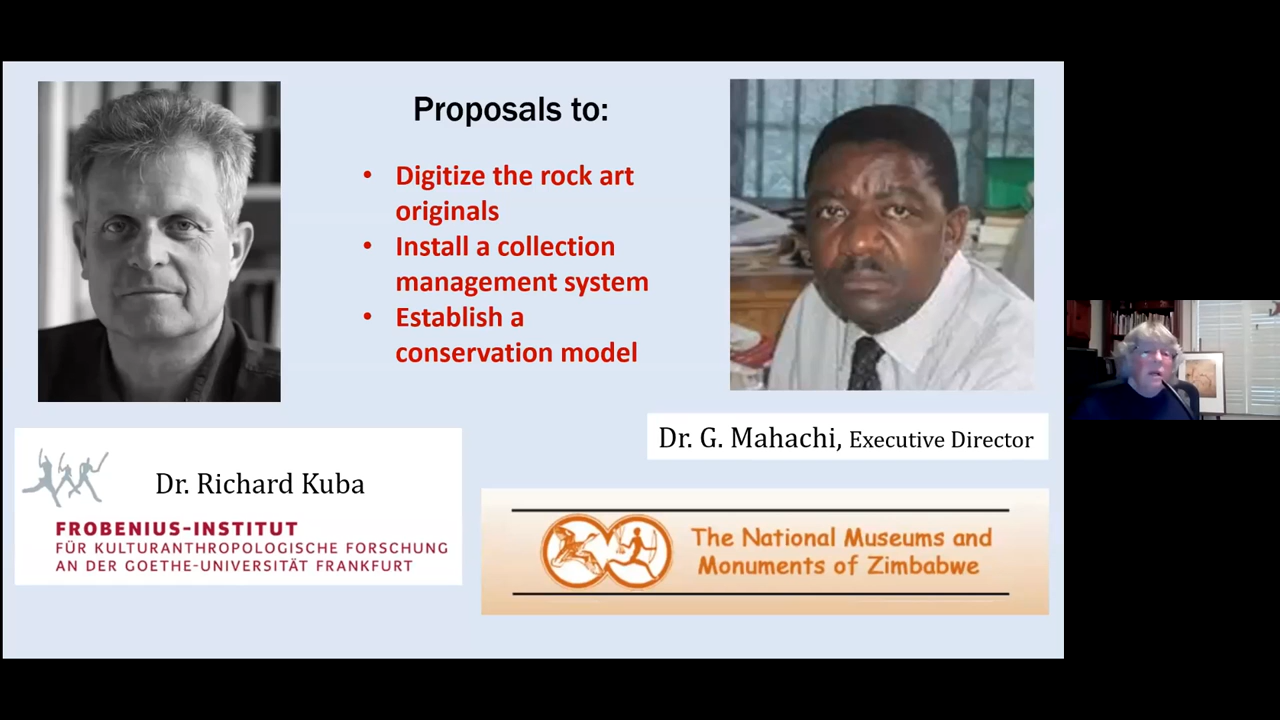 Proposals to:
• Digitize the rock art
originals
• Install a collection
management system
• Establish a
conservation model
Dr. G. Mahachi, Executive Director
Dr. Richard Kuba
FROBENIUS-INSTITUT
FÜR KULTURANTHROPOLOGISCHE FORSCHUNG
AN DER GOETHE-UNIVERSITÄT FRANKFURT
The National Museums and
Monuments of Zimbabwe